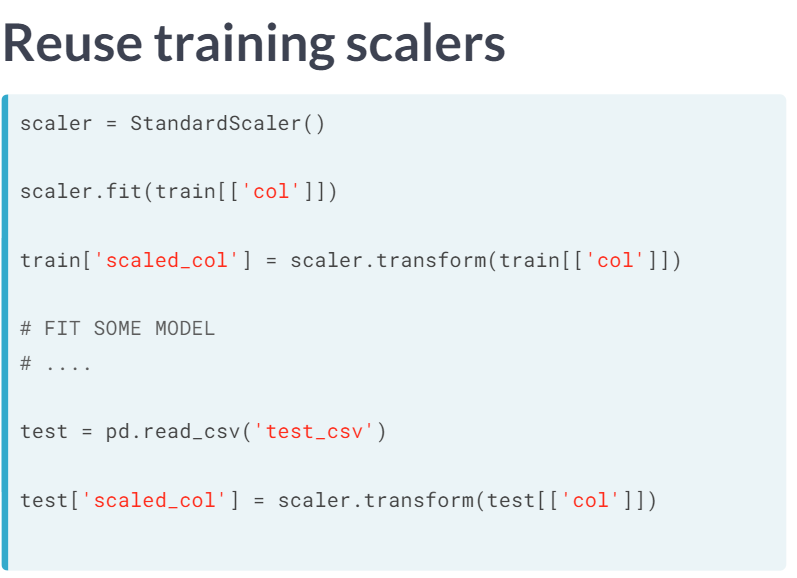 Reuse training scalers
scaler = StandardScaler()
scaler.fit(train[['col']])
train['scaled_col'] = scaler.transform(train[['col']])
# FIT SOME MODEL
# ....
test = pd.read_csv('test_csv')
test['scaled_col'] = scaler.transform(test[['col']])